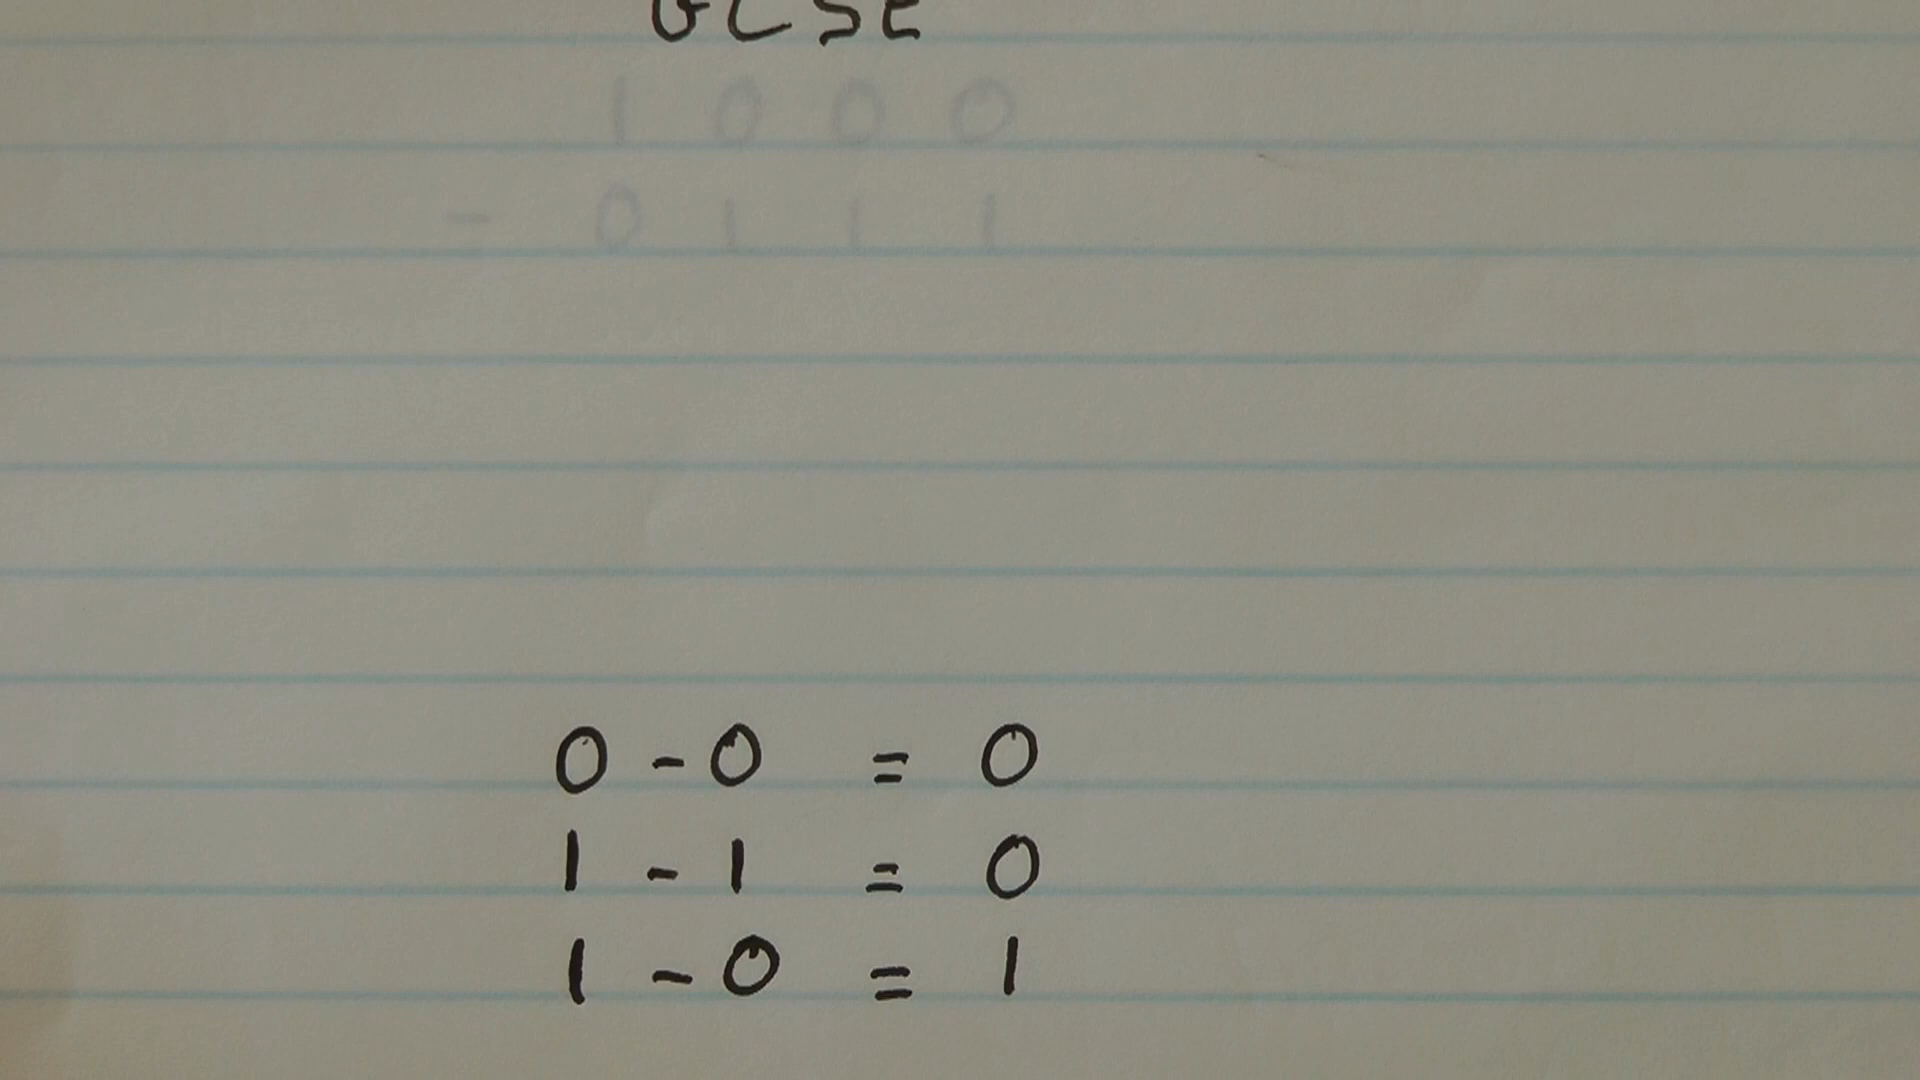 GCSE
1 0 0 0
- 0 1 1 1
0 - 0 = 0
1 - 1 = 0
1 - 0 = 1